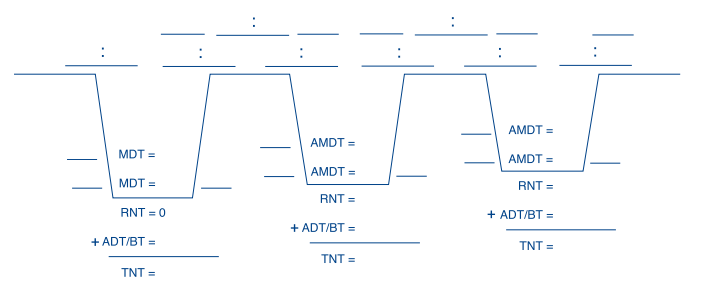 : :
: : : : : :
MDT =
MDT =
RNT = 0
+ ADT/BT =
TNT =
AMDT =
AMDT =
RNT =
+ ADT/BT =
TNT =
AMDT =
AMDT =
RNT =
+ ADT/BT =
TNT =